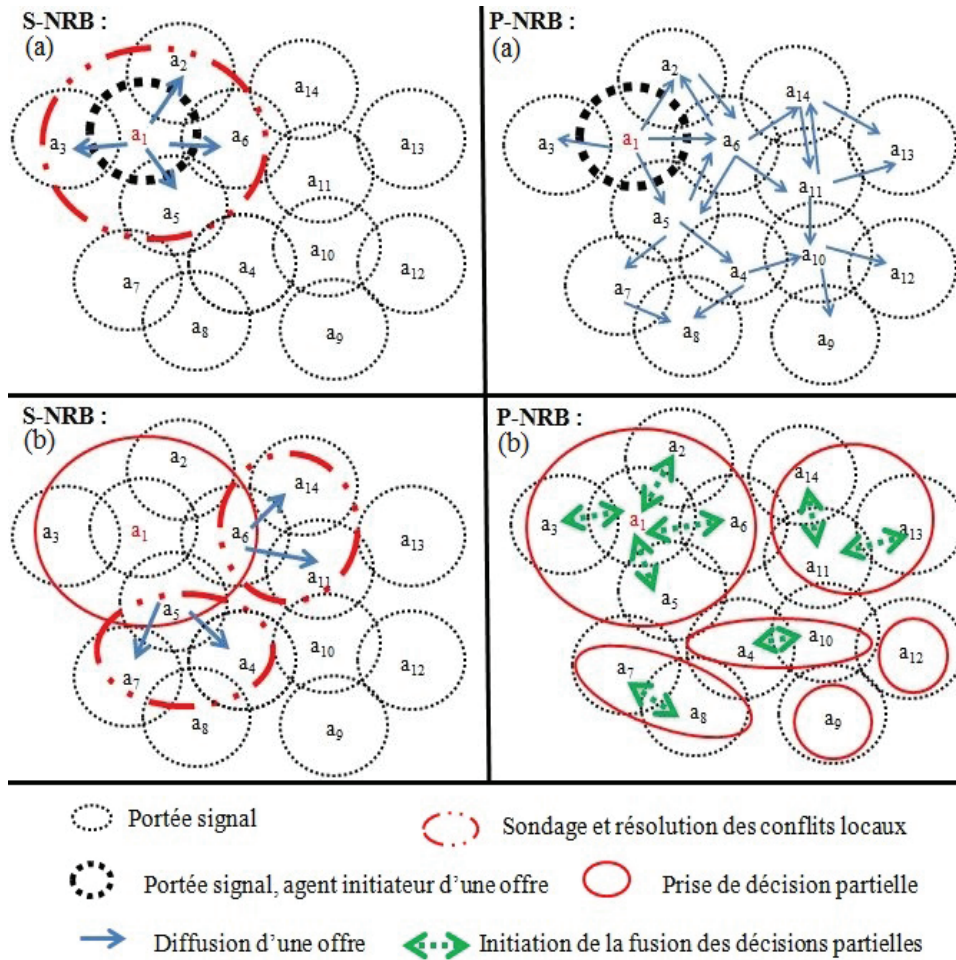 S-NRB :
(a)
a2
a14
a3
a1
a6
a13
a11
a5
a10
a4
a12
a7
a8
a9
P-NRB :
(a)
a2
a14
a3
a1
a6
a13
a11
a5
a10
a4
a12
a7
a8
a9
S-NRB :
(b)
a2
a14
a3
a1
a6
a13
a11
a5
a10
a4
a12
a7
a8
a9
P-NRB :
(b)
a2
a14
a3
a1
a6
a13
a11
a5
a10
a4
a12
a7
a8
a9
Portée signal
Sondage et résolution des conflits locaux
Portée signal, agent initiateur d’une offre
Prise de décision partielle
Diffusion d’une offre
Initiation de la fusion des décisions partielles